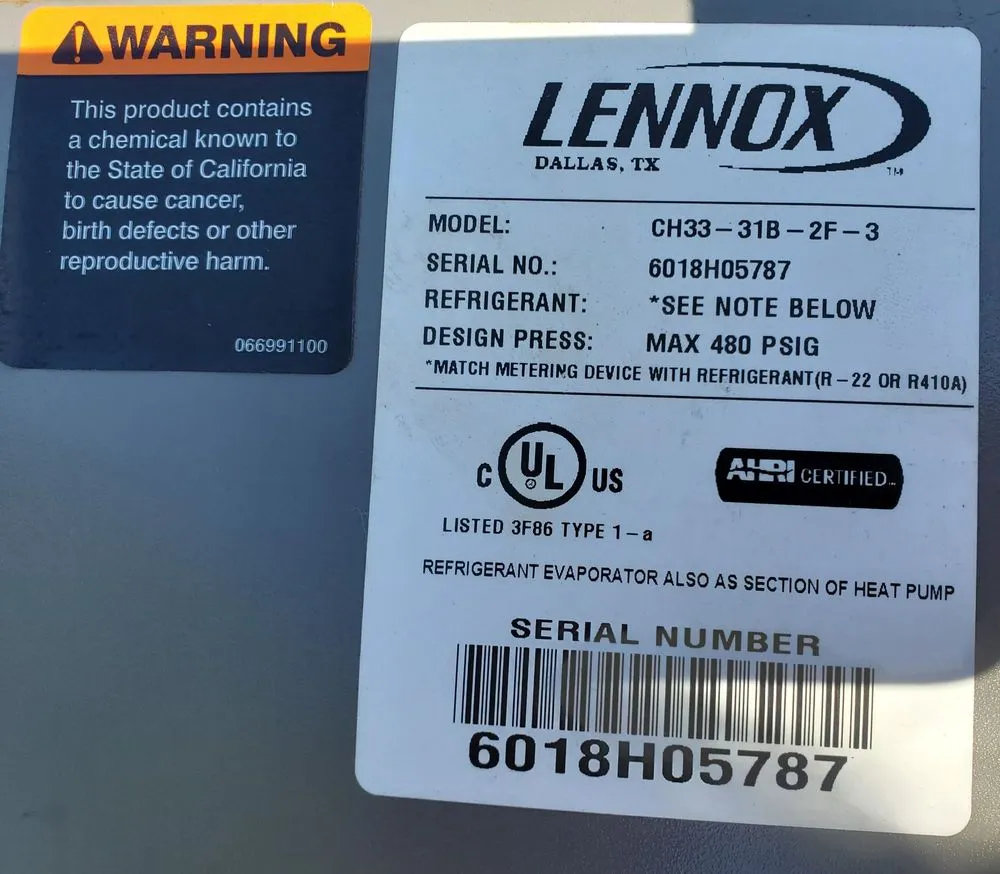 WARNING
This product contains
a chemical known to
the State of California
to cause cancer,
birth defects or other
reproductive harm.
066991100
LENNOX
DALLAS, TX
TM
MODEL: CH33-31B-2F-3
SERIAL NO.: 6018H05787
REFRIGERANT: *SEE NOTE BELOW
DESIGN PRESS: MAX 480 PSIG
*MATCH METERING DEVICE WITH REFRIGERANT(R-22 OR R410A)
C UL US
AHRI CERTIFIED
LISTED 3F86 TYPE 1-a
REFRIGERANT EVAPORATOR ALSO AS SECTION OF HEAT PUMP
SERIAL NUMBER
6018H05787